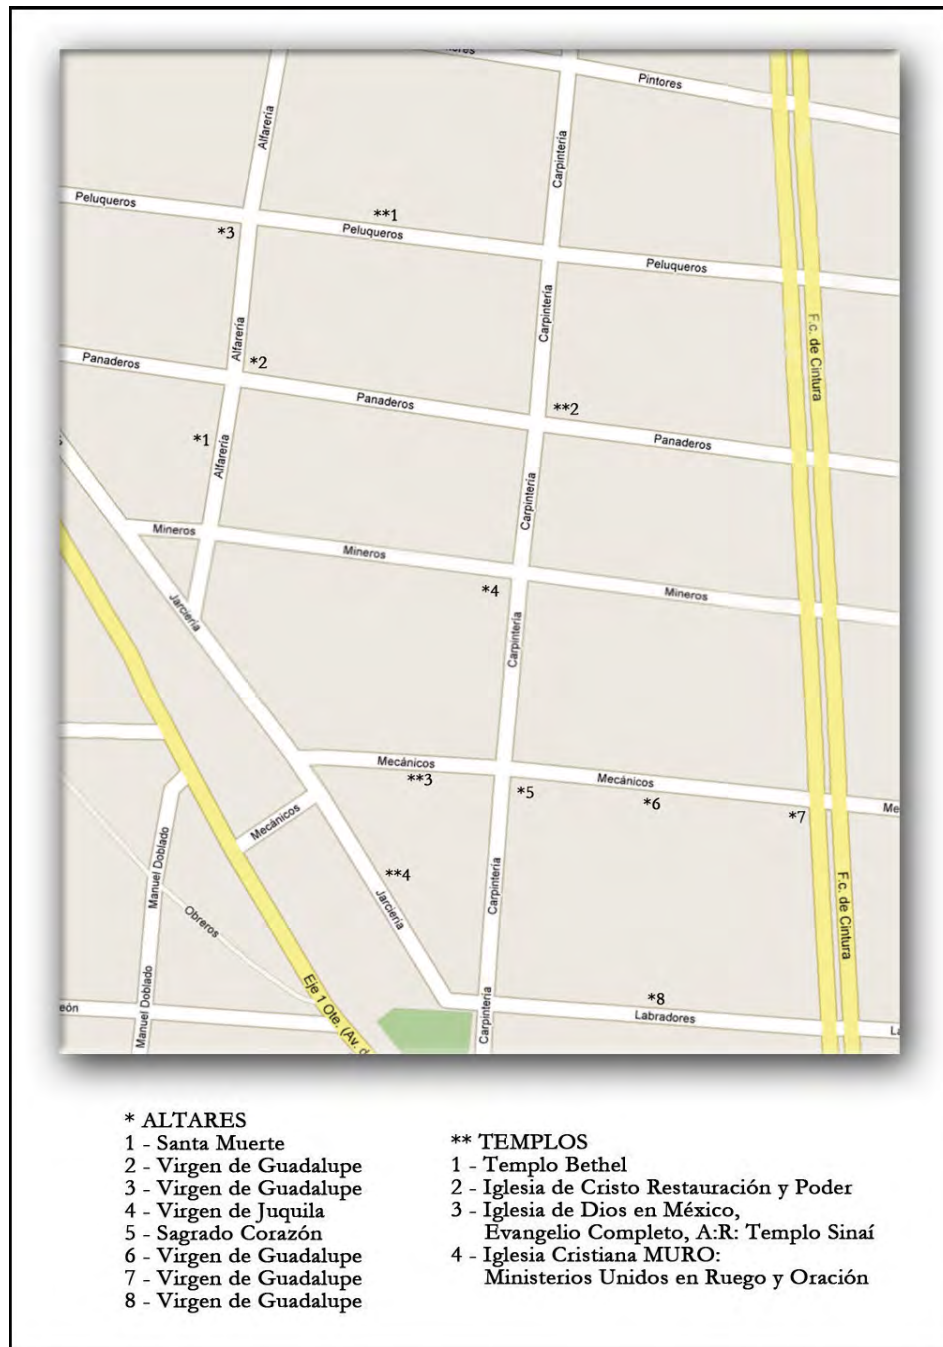 Pintores
Alfarería
Carpintería
Peluqueros
**1
Peluqueros
*3
Peluqueros
Carpintería
F.c. de Cintura
Alfarería
Panaderos
*2
Panaderos
**2
Panaderos
*1
Alfarería
Carpintería
Mineros
Mineros
*4
Mineros
Jarciería
Carpintería
Mecánicos
**3
Mecánicos
*5
*6
*7
Me
Mecánicos
Manuel Doblado
**4
Jarciería
Carpintería
F.c. de Cintura
Obreros
Eje 1 Ote. (Av. d
Manuel Doblado
eón
Carpintería
*8
Labradores
* ALTARES
1 - Santa Muerte
2 - Virgen de Guadalupe
3 - Virgen de Guadalupe
4 - Virgen de Juquila
5 - Sagrado Corazón
6 - Virgen de Guadalupe
7 - Virgen de Guadalupe
8 - Virgen de Guadalupe
** TEMPLOS
1 - Templo Bethel
2 - Iglesia de Cristo Restauración y Poder
3 - Iglesia de Dios en México,
Evangelio Completo, A:R: Templo Sinaí
4 - Iglesia Cristiana MURO:
Ministerios Unidos en Ruego y Oración